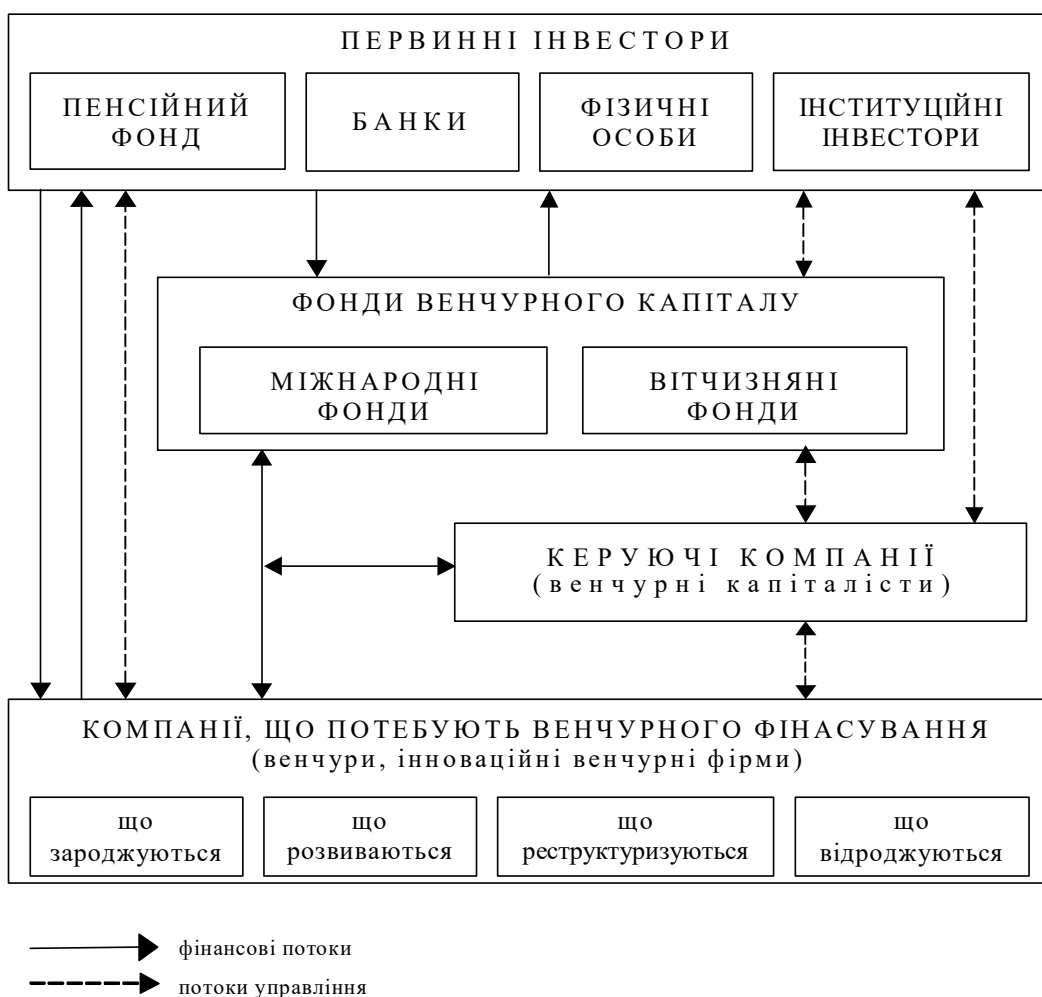 ПЕРВИННІ ІНВЕСТОРИ
ПЕНСІЙНИЙ
ФОНД
БАНКИ
ФІЗИЧНІ
ОСОБИ
ІНСТИТУЦІЙНІ
ІНВЕСТОРИ
ФОНДИ ВЕНЧУРНОГО КАПІТАЛУ
МІЖНАРОДНІ
ФОНДИ
ВІТЧИЗНЯНІ
ФОНДИ
КЕРУЮЧІ КОМПАНІЇ
(венчурні капіталісти)
КОМПАНІЇ, ЩО ПОТЕБУЮТЬ ВЕНЧУРНОГО ФІНАСУВАННЯ
(венчури, інноваційні венчурні фірми)
що
зароджуються
що
розвиваються
що
реструктуризуються
що
відроджуються
фінансові потоки
потоки управління